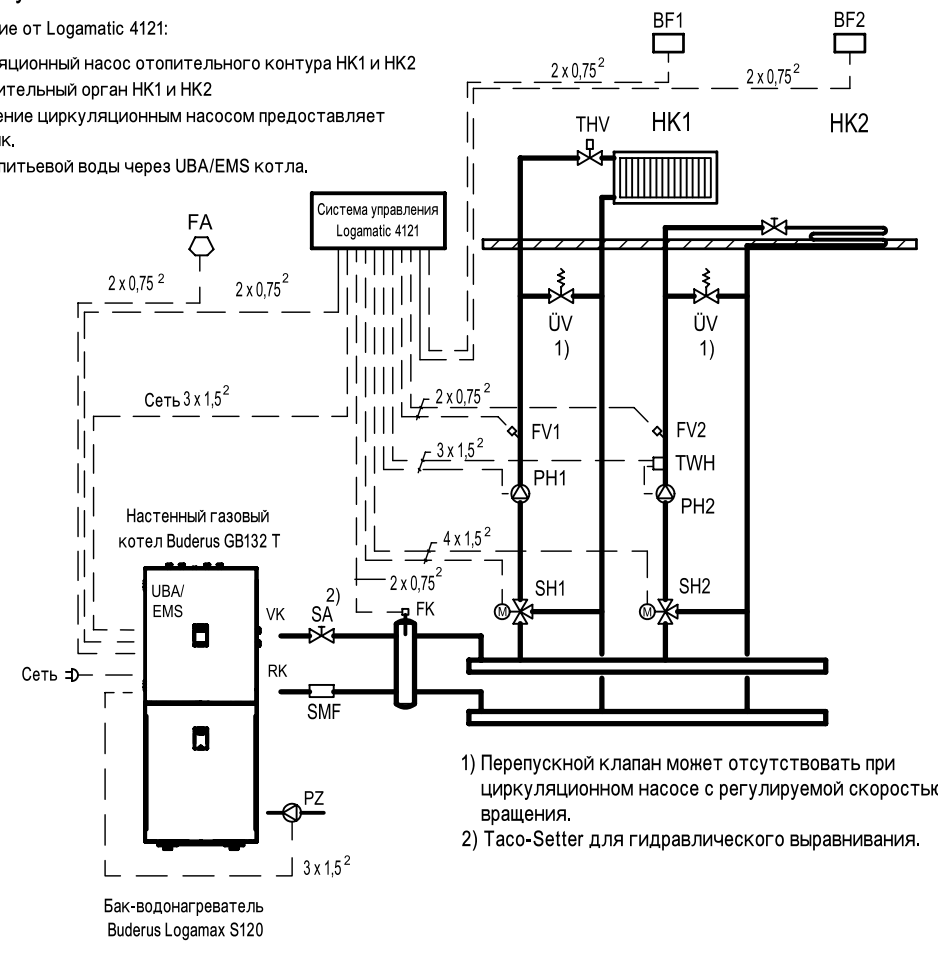 ие от Logamatic 4121:
яционный насос отопительного контура HK1 и HK2
ительный орган HK1 и HK2
ение циркуляционным насосом предоставляет
к.
питьевой воды через UBA/EMS котла.
BF1
BF2
2 x 0,75²
2 x 0,75²
THV
HK1
HK2
Система управления
Logamatic 4121
FA
2 x 0,75²
2 x 0,75²
ÜV
1)
ÜV
1)
Сеть 3 x 1,5²
2 x 0,75²
FV1
FV2
3 x 1,5²
TWH
PH1
PH2
Настенный газовый
котел Buderus GB132 T
4 x 1,5²
2 x 0,75²
SH1
SH2
UBA/
EMS
VK
2)
SA
FK
Сеть
RK
SMF
PZ
3 x 1,5²
1) Перепускной клапан может отсутствовать при
циркуляционном насосе с регулируемой скоростью
вращения.
2) Taco-Setter для гидравлического выравнивания.
Бак-водонагреватель
Buderus Logamax S120
M
M